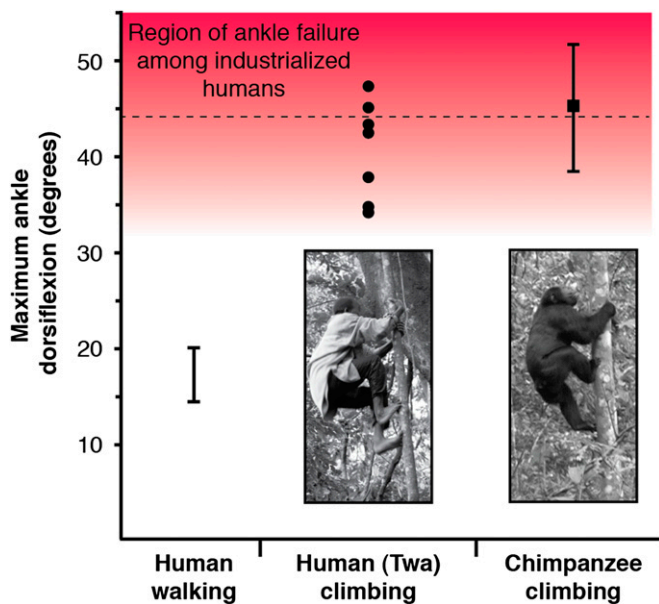 Region of ankle failure
among industrialized
humans
Maximum ankle
dorsiflexion (degrees)
50
40
30
20
10
Human
walking
Human (Twa)
climbing
Chimpanzee
climbing